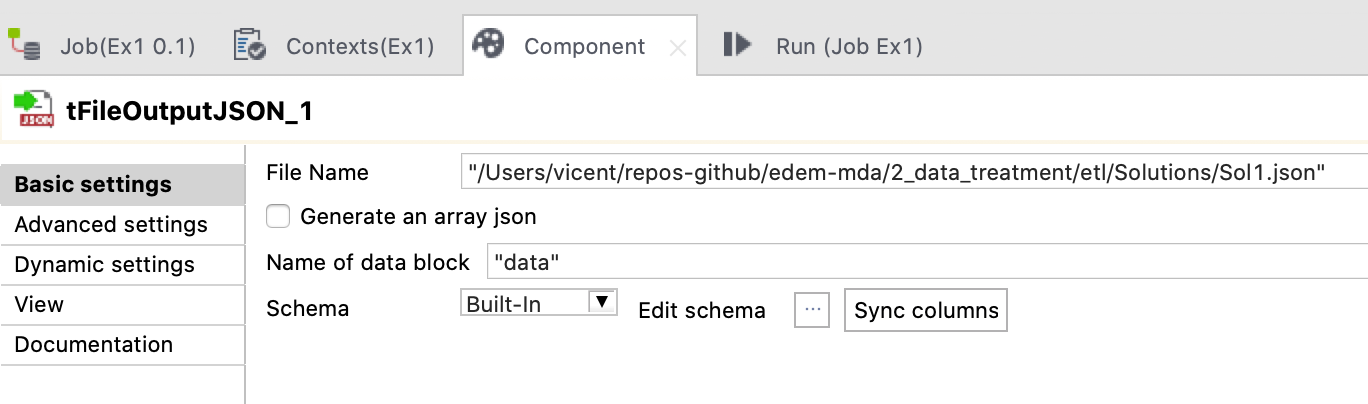 Job(Ex1 0.1) Contexts(Ex1) Component Run (Job Ex1)
JSON tFileOutputJSON_1
Basic settings
Advanced settings
Dynamic settings
View
Documentation
File Name "/Users/vicent/repos-github/edem-mda/2_data_treatment/etl/Solutions/Sol1.json"
Generate an array json
Name of data block "data"
Schema Built-In Edit schema ... Sync columns